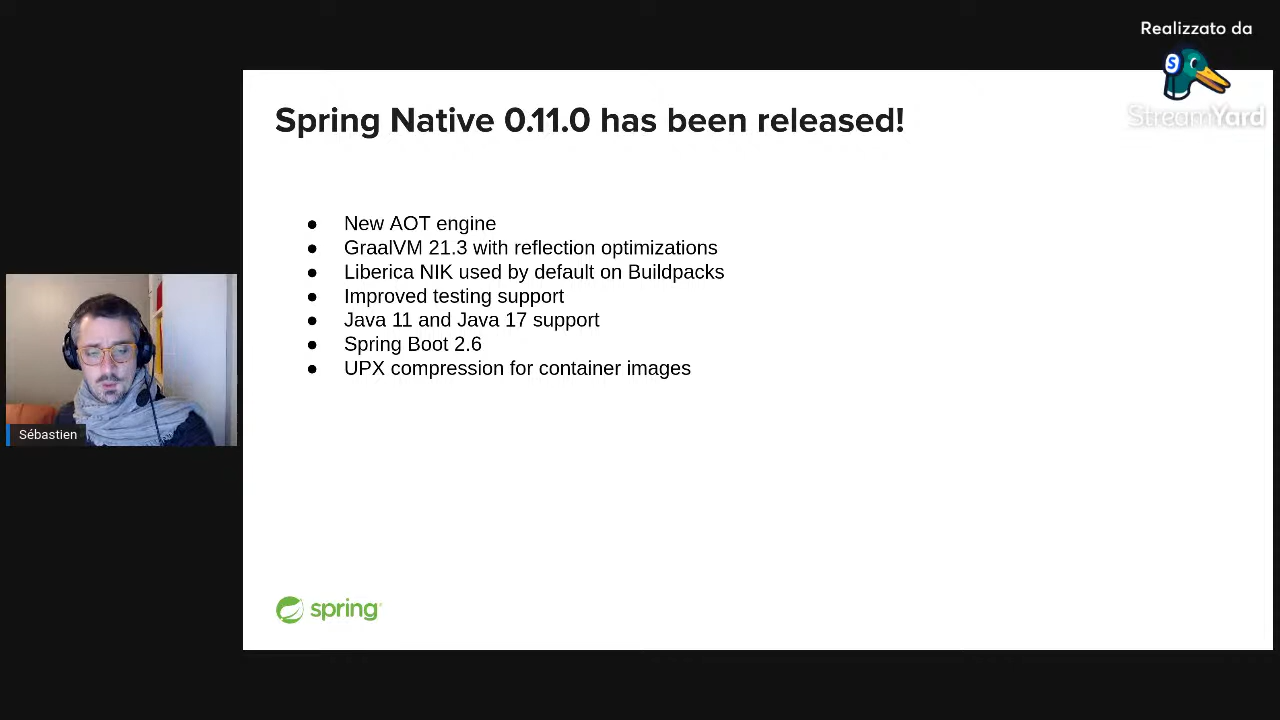 Realizzato da
StreamYard
Spring Native 0.11.0 has been released!
● New AOT engine
● GraalVM 21.3 with reflection optimizations
● Liberica NIK used by default on Buildpacks
● Improved testing support
● Java 11 and Java 17 support
● Spring Boot 2.6
● UPX compression for container images
Sébastien
spring